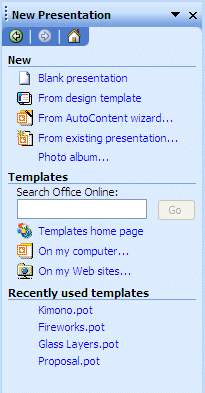 New Presentation
New
Blank presentation
From design template
From AutoContent wizard...
From existing presentation...
Photo album...
Templates
Search Office Online:
Go
Templates home page
On my computer...
On my Web sites...
Recently used templates
Kimono.pot
Fireworks.pot
Glass Layers.pot
Proposal.pot